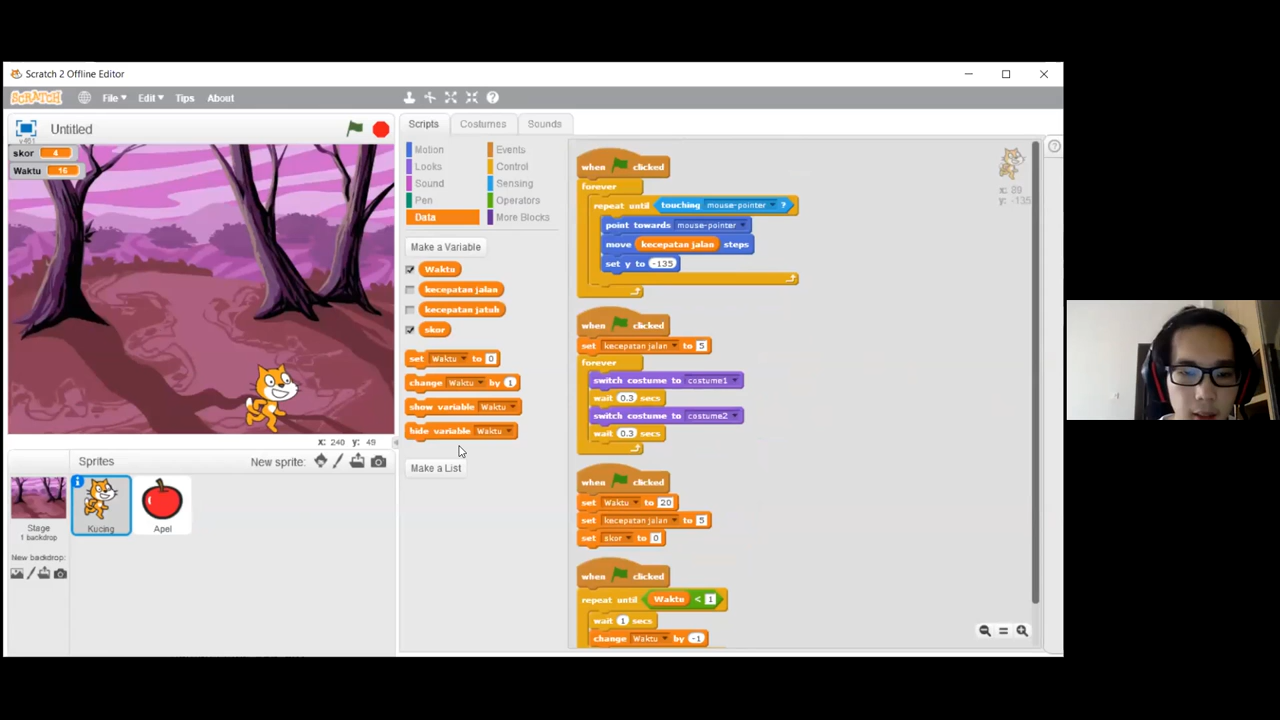 Scratch 2 Offline Editor
SCRATCH File Edit Tips About
Untitled
v461
skor 4
Waktu 16
x: 240 y: 49
Sprites New sprite:
Stage
1 backdrop
New backdrop:
Kucing
Apel
Scripts Costumes Sounds
Motion Events
Looks Control
Sound Sensing
Pen Operators
Data More Blocks
Make a Variable
Waktu
kecepatan jalan
kecepatan jatuh
skor
set Waktu to 0
change Waktu by 1
show variable Waktu
hide variable Waktu
Make a List
when clicked
forever
repeat until touching mouse-pointer ?
point towards mouse-pointer
move kecepatan jalan steps
set y to -135
when clicked
set kecepatan jalan to 5
forever
switch costume to costume1
wait 0.3 secs
switch costume to costume2
wait 0.3 secs
when clicked
set Waktu to 20
set kecepatan jalan to 5
set skor to 0
when clicked
repeat until Waktu < 1
wait 1 secs
change Waktu by -1
x: 20
y: -135